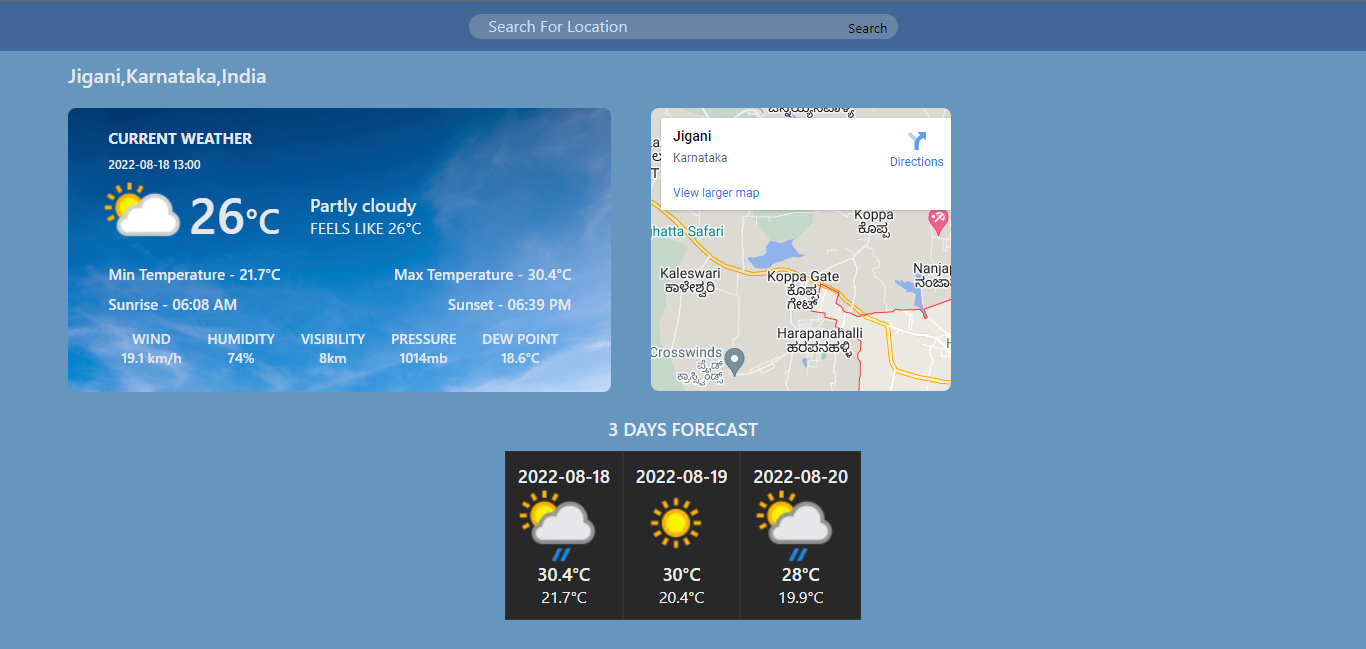 Search For Location
Search
Jigani,Karnataka,India
CURRENT WEATHER
2022-08-18 13:00
26°C
Partly cloudy
FEELS LIKE 26°C
Min Temperature - 21.7°C
Max Temperature - 30.4°C
Sunrise - 06:08 AM
Sunset - 06:39 PM
WIND
19.1 km/h
HUMIDITY
74%
VISIBILITY
8km
PRESSURE
1014mb
DEW POINT
18.6°C
Jigani
Karnataka
Directions
View larger map
Koppa
ಕೊಪ್ಪ
Safari
Kaleswari
ಕಾಳೇಶ್ವರಿ
Koppa Gate
ಕೊಪ್ಪ
ಗೇಟ್
Harapanahalli
ಹರಪನಹಳ್ಳಿ
Crosswinds
ಪ್ರೈಡ್
ಕ್ರಾಸ್ವಿಂಡ್ಸ್
3 DAYS FORECAST
2022-08-18
30.4°C
21.7°C
2022-08-19
30°C
20.4°C
2022-08-20
28°C
19.9°C